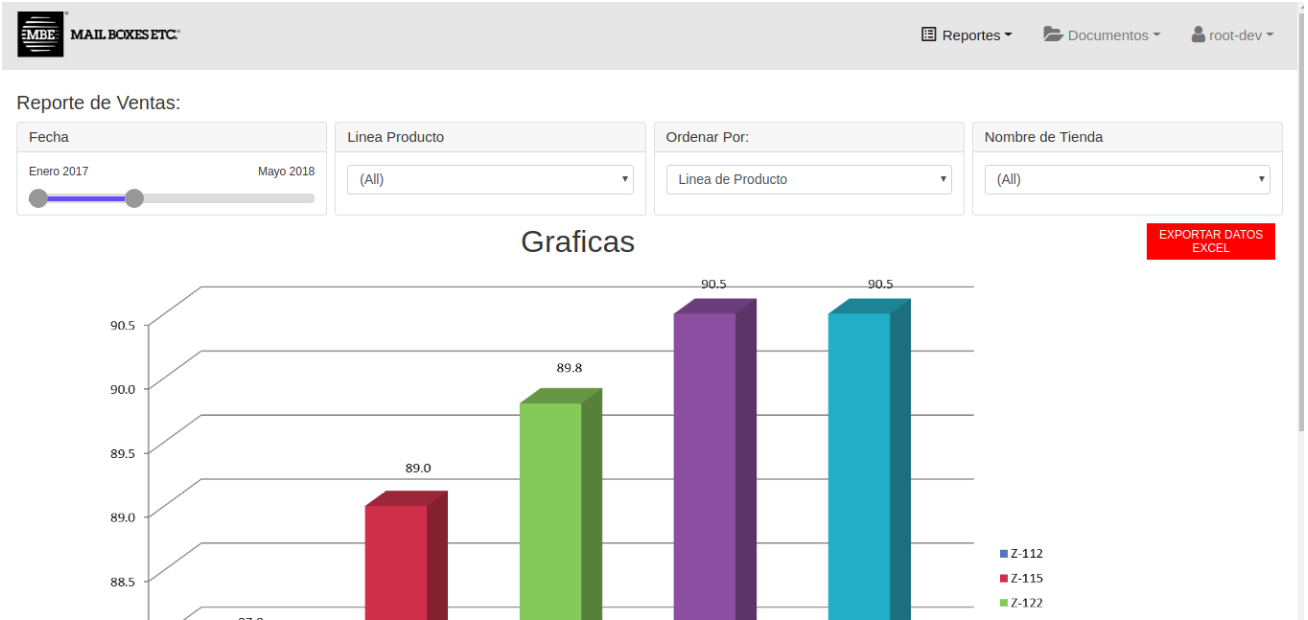 MBE MAIL BOXES ETC.
Reportes
Documentos
root-dev
Reporte de Ventas:
Fecha
Linea Producto
Ordenar Por:
Nombre de Tienda
Enero 2017
Mayo 2018
(All)
Linea de Producto
(All)
Graficas
EXPORTAR DATOS
EXCEL
90.5
90.5
90.5
90.0
89.8
89.5
89.0
89.0
Z-112
88.5
Z-115
Z-122